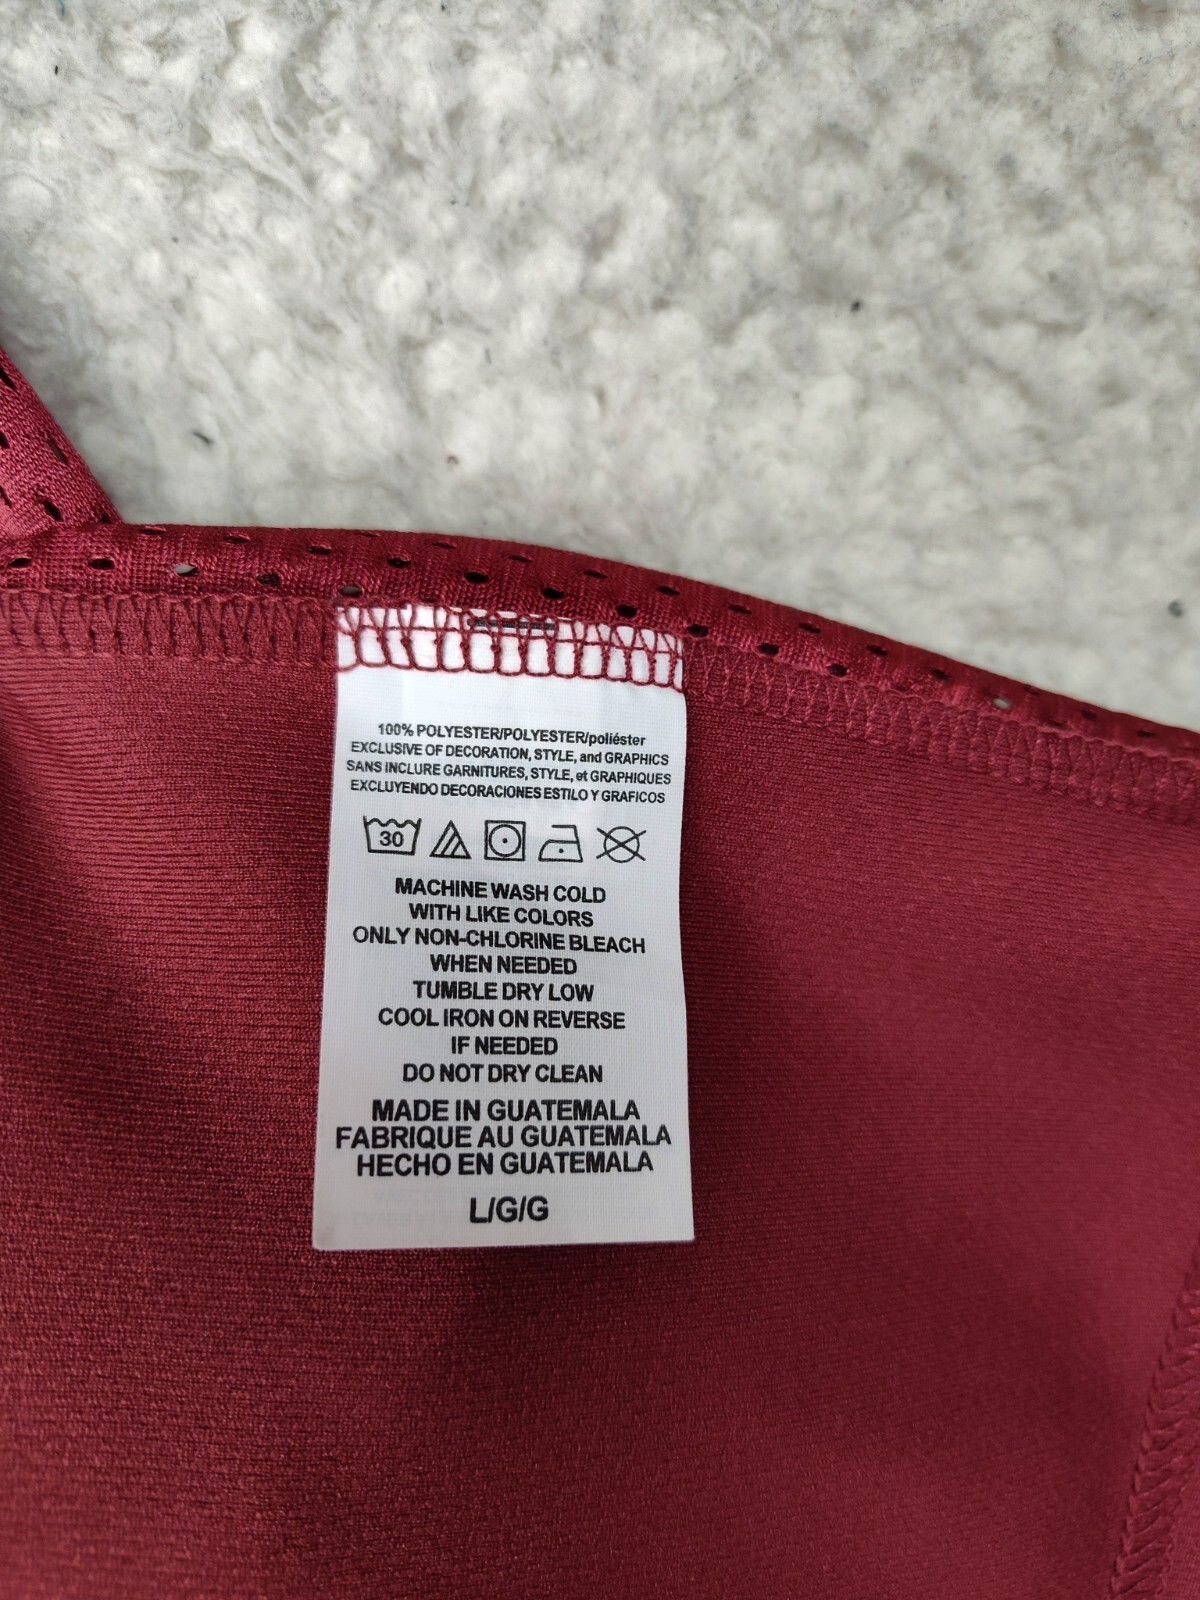 100% POLYESTER/POLYESTER/poliéster
EXCLUSIVE OF DECORATION, STYLE, and GRAPHICS
SANS INCLURE GARNITURES, STYLE, et GRAPHIQUES
EXCLUYENDO DECORACIONES ESTILO Y GRAFICOS
30
MACHINE WASH COLD
WITH LIKE COLORS
ONLY NON-CHLORINE BLEACH
WHEN NEEDED
TUMBLE DRY LOW
COOL IRON ON REVERSE
IF NEEDED
DO NOT DRY CLEAN
MADE IN GUATEMALA
FABRIQUE AU GUATEMALA
HECHO EN GUATEMALA
L/G/G